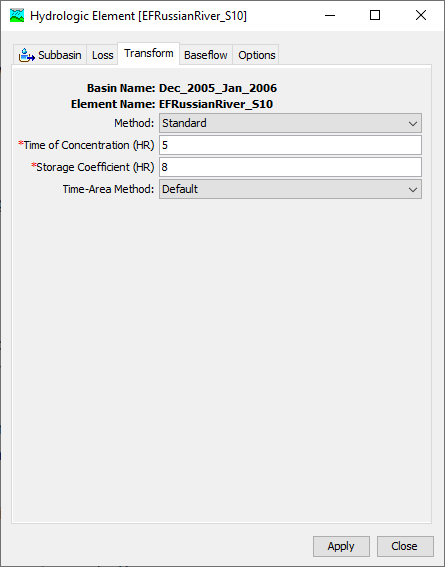 Hydrologic Element [EFRussianRiver_S10]
Subbasin Loss Transform Baseflow Options
Basin Name: Dec_2005_Jan_2006
Element Name: EFRussianRiver_S10
Method: Standard
*Time of Concentration (HR) 5
*Storage Coefficient (HR) 8
Time-Area Method: Default
Apply Close